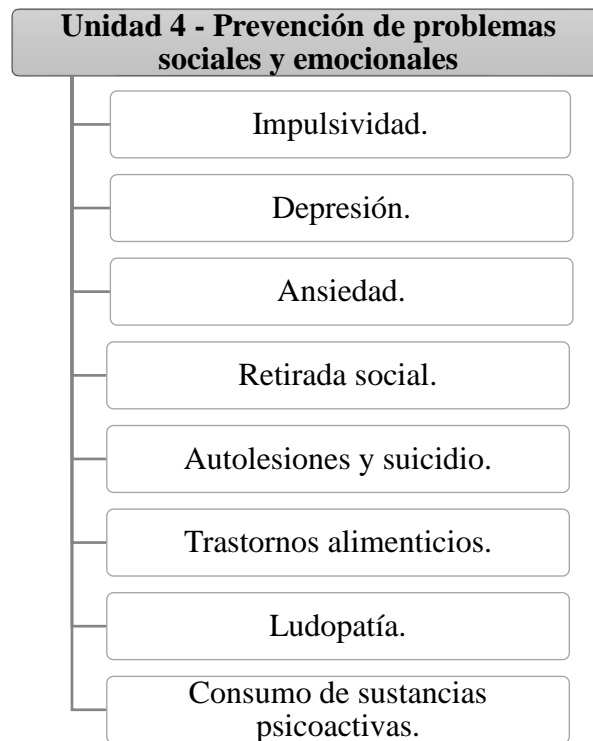 Unidad 4 - Prevención de problemas
sociales y emocionales
Impulsividad.
Depresión.
Ansiedad.
Retirada social.
Autolesiones y suicidio.
Trastornos alimenticios.
Ludopatía.
Consumo de sustancias
psicoactivas.